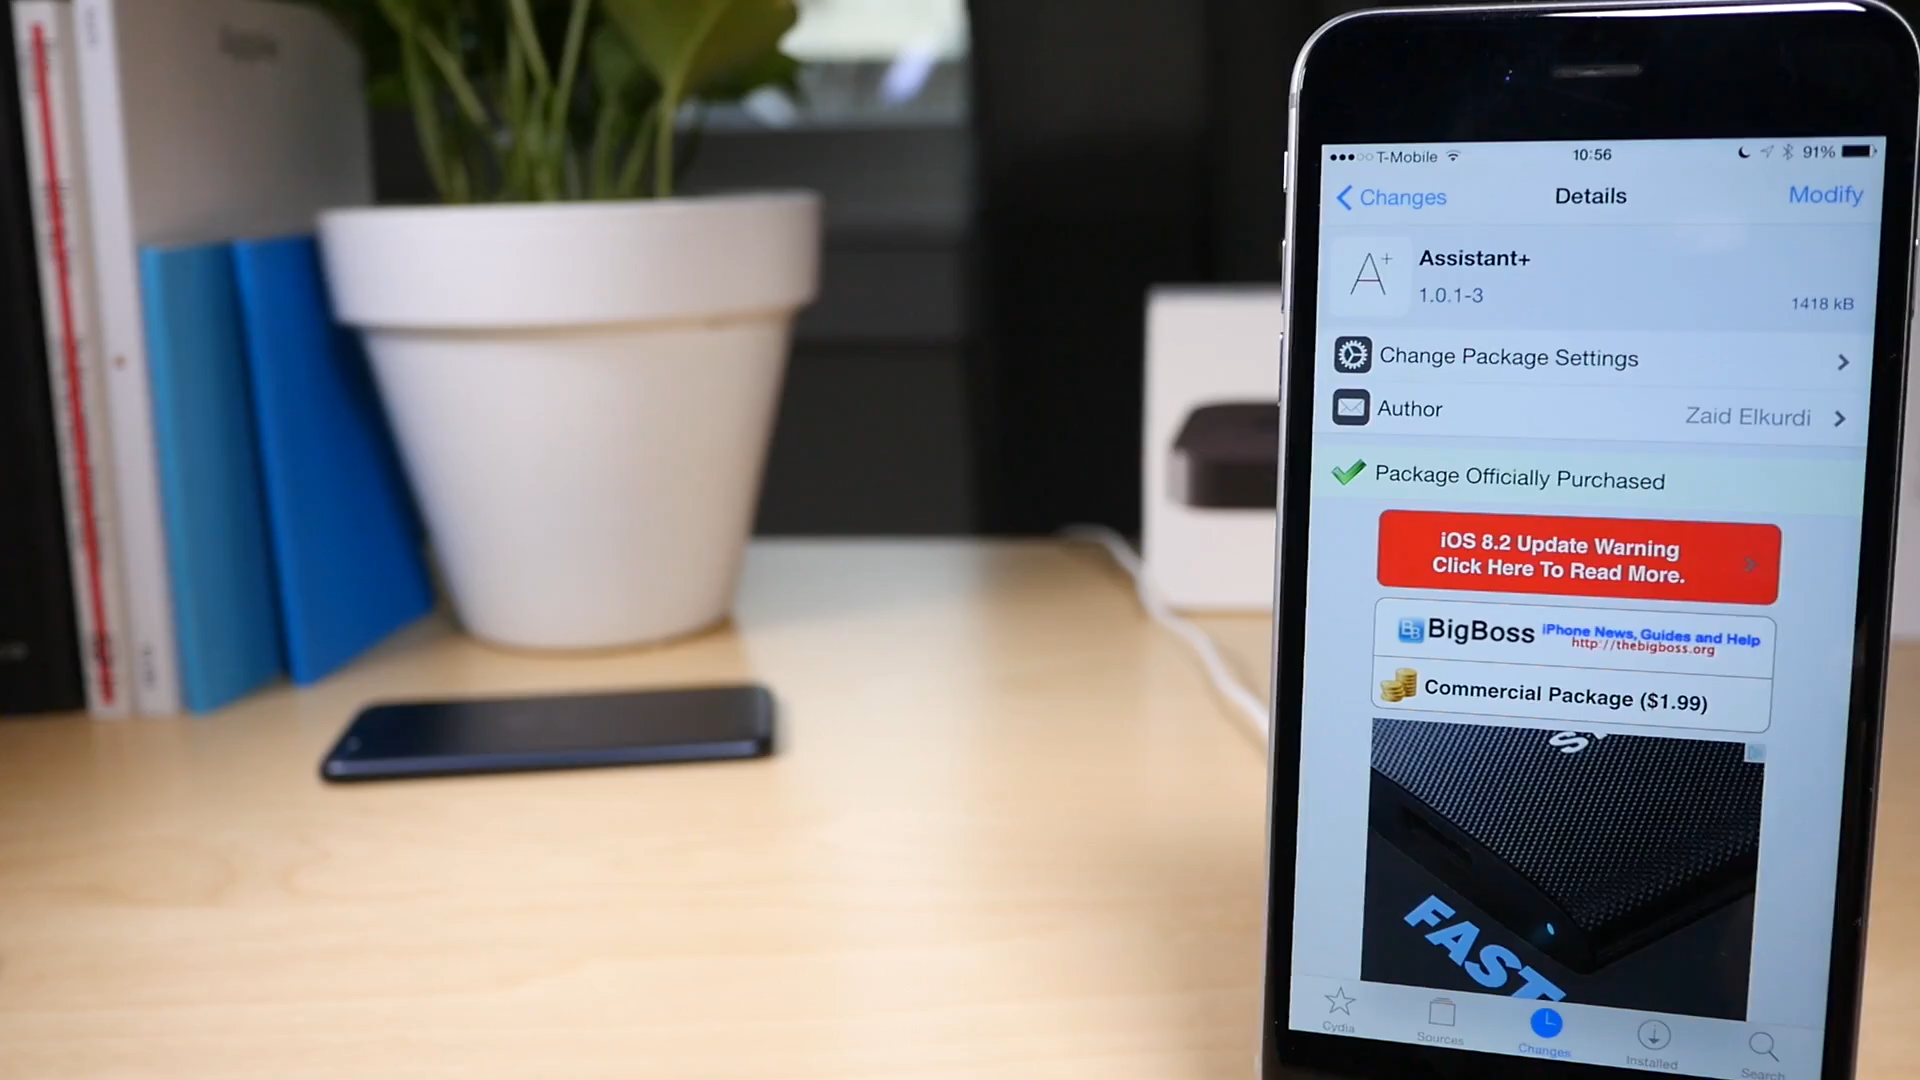 T-Mobile 10:56 91%
Changes Details Modify
A+ Assistant+
1.0.1-3 1418 kB
Change Package Settings
Author Zaid Elkurdi
Package Officially Purchased
iOS 8.2 Update Warning
Click Here To Read More.
BB BigBoss iPhone News, Guides and Help
http://thebigboss.org
Commercial Package ($1.99)
FAST
Cydia Sources Changes Installed Search